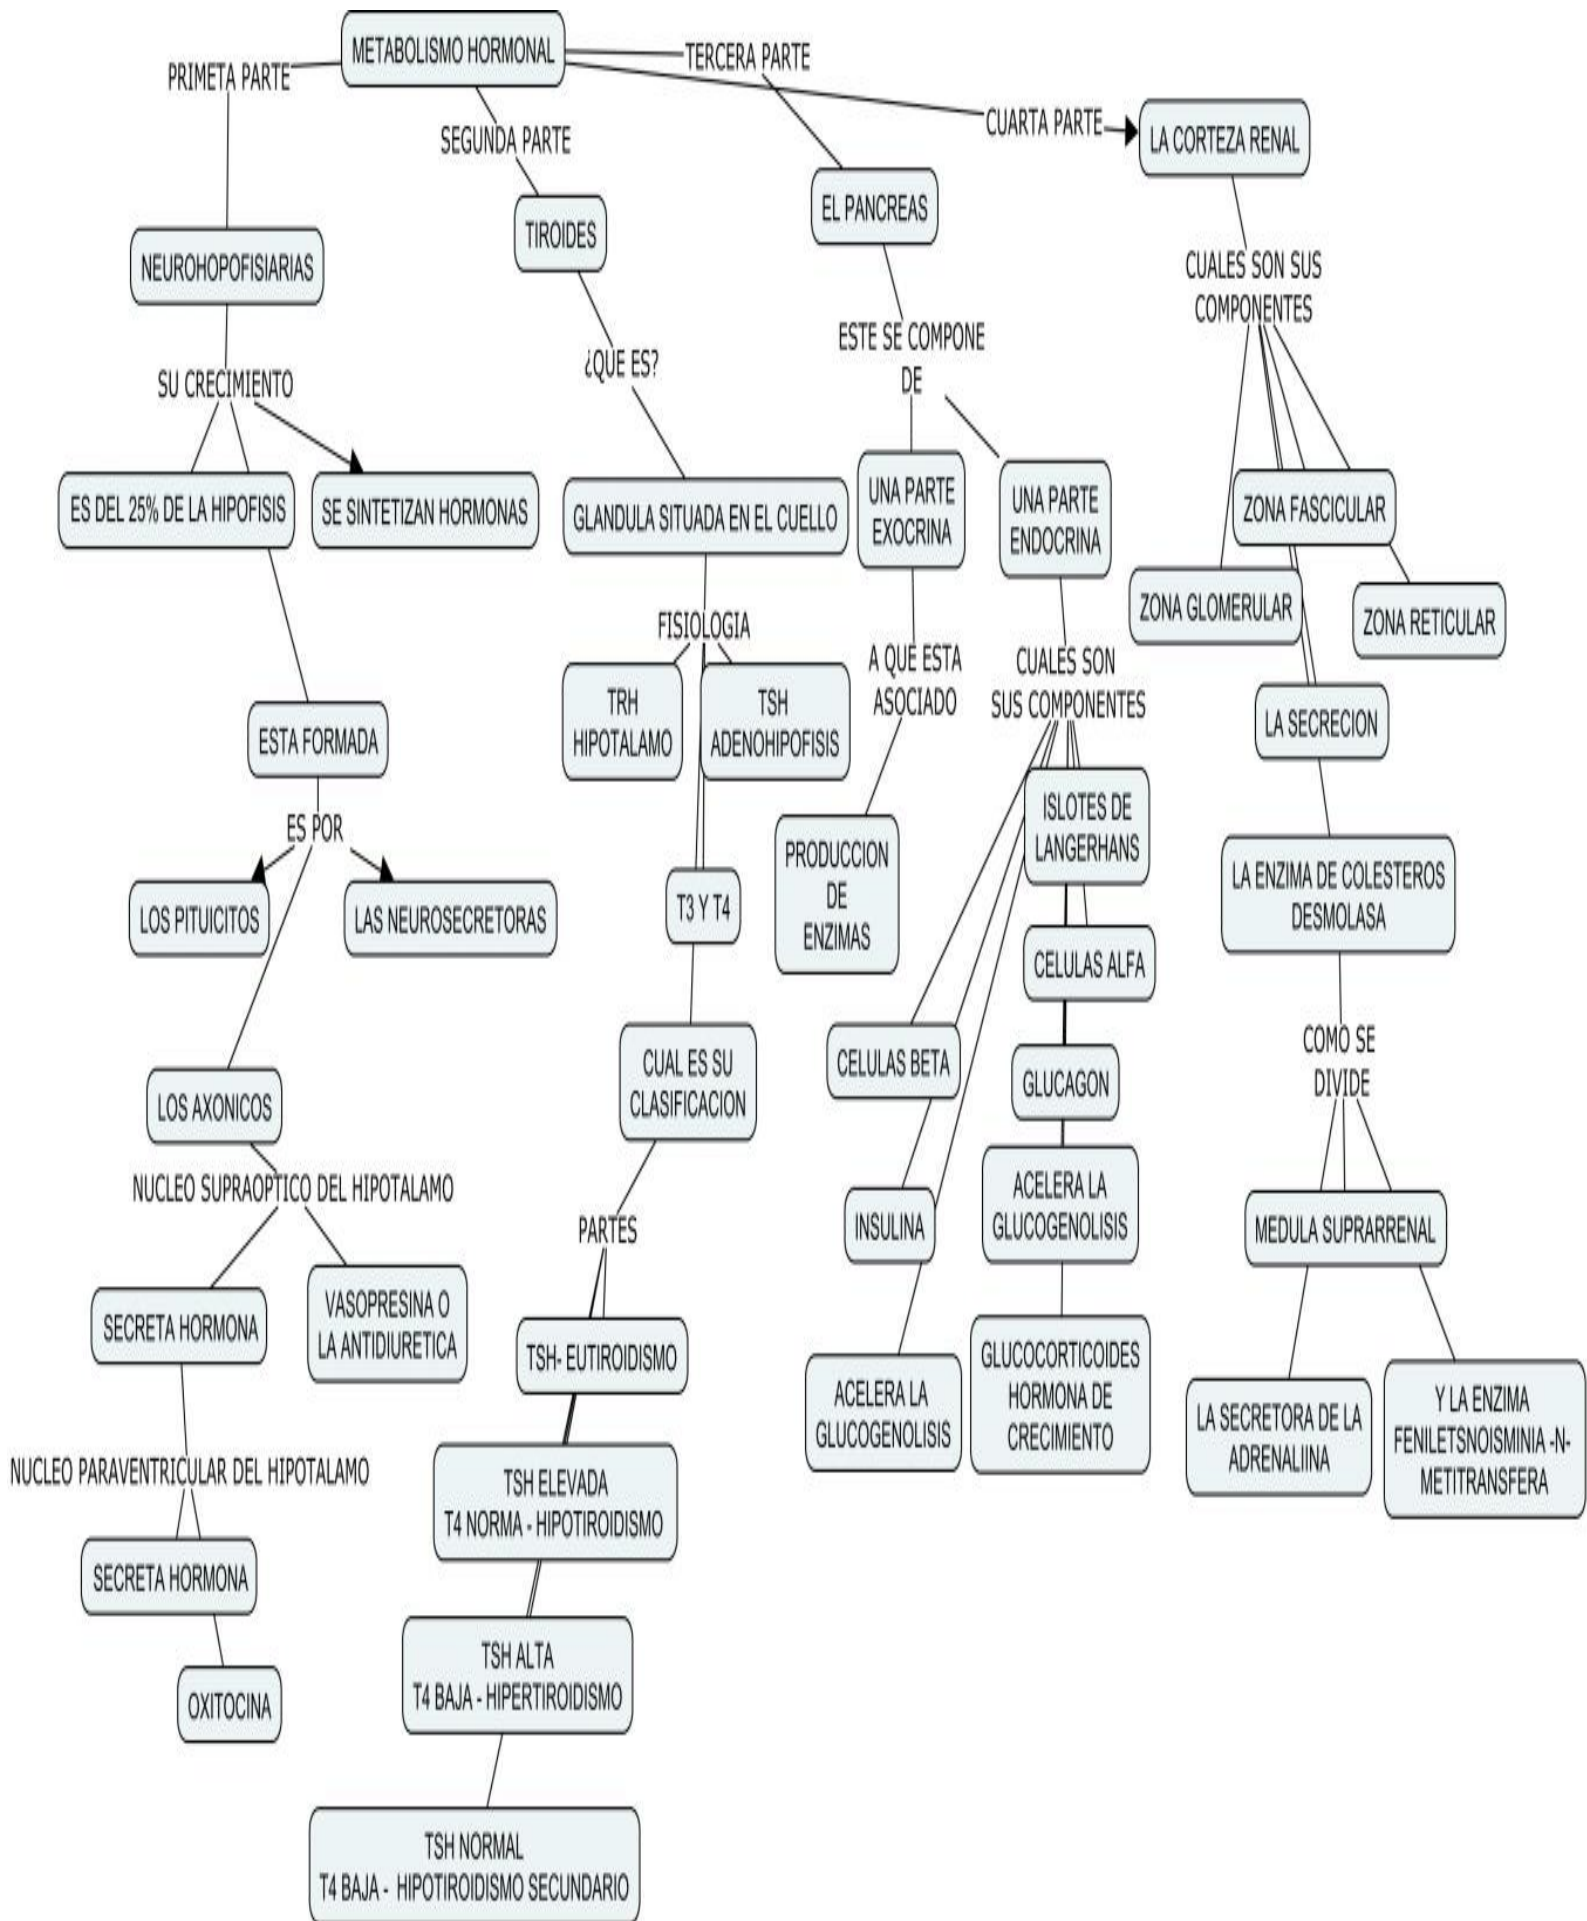 METABOLISMO HORMONAL
PRIMETA PARTE
NEUROHOPOFISIARIAS
SU CRECIMIENTO
ES DEL 25% DE LA HIPOFISIS
SE SINTETIZAN HORMONAS
ESTA FORMADA
ES POR
LOS PITUICITOS
LAS NEUROSECRETORAS
LOS AXONICOS
NUCLEO SUPRAOPTICO DEL HIPOTALAMO
SECRETA HORMONA
VASOPRESINA O
LA ANTIDIURETICA
NUCLEO PARAVENTRICULAR DEL HIPOTALAMO
SECRETA HORMONA
OXITOCINA
SEGUNDA PARTE
TIROIDES
¿QUE ES?
GLANDULA SITUADA EN EL CUELLO
FISIOLOGIA
TRH
HIPOTALAMO
TSH
ADENOHIPOFISIS
T3 Y T4
CUAL ES SU
CLASIFICACION
PARTES
TSH- EUTIROIDISMO
TSH ELEVADA
T4 NORMA - HIPOTIROIDISMO
TSH ALTA
T4 BAJA - HIPERTIROIDISMO
TSH NORMAL
T4 BAJA - HIPOTIROIDISMO SECUNDARIO
TERCERA PARTE
EL PANCREAS
ESTE SE COMPONE
DE
UNA PARTE
EXOCRINA
A QUE ESTA
ASOCIADO
PRODUCCION
DE
ENZIMAS
UNA PARTE
ENDOCRINA
CUALES SON
SUS COMPONENTES
ISLOTES DE
LANGERHANS
CELULAS ALFA
GLUCAGON
ACELERA LA
GLUCOGENOLISIS
GLUCOCORTICOIDES
HORMONA DE
CRECIMIENTO
CELULAS BETA
INSULINA
ACELERA LA
GLUCOGENOLISIS
CUARTA PARTE
LA CORTEZA RENAL
CUALES SON SUS
COMPONENTES
ZONA FASCICULAR
ZONA GLOMERULAR
ZONA RETICULAR
LA SECRECION
LA ENZIMA DE COLESTEROS
DESMOLASA
COMO SE
DIVIDE
MEDULA SUPRARRENAL
LA SECRETORA DE LA
ADRENALIINA
Y LA ENZIMA
FENILETSNOISMINIA -N-
METITRANSFERA